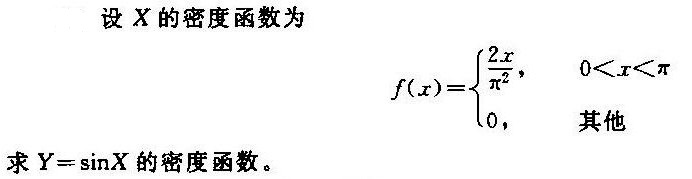 设 X 的密度函数为
f(x)={ 2x/π², 0<x<π
0, 其他
求 Y=sinX 的密度函数。